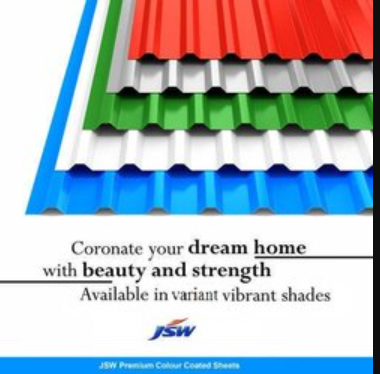 Coronate your dream home
with beauty and strength
Available in variant vibrant shades
JSW
JSW Premium Colour Coated Sheets